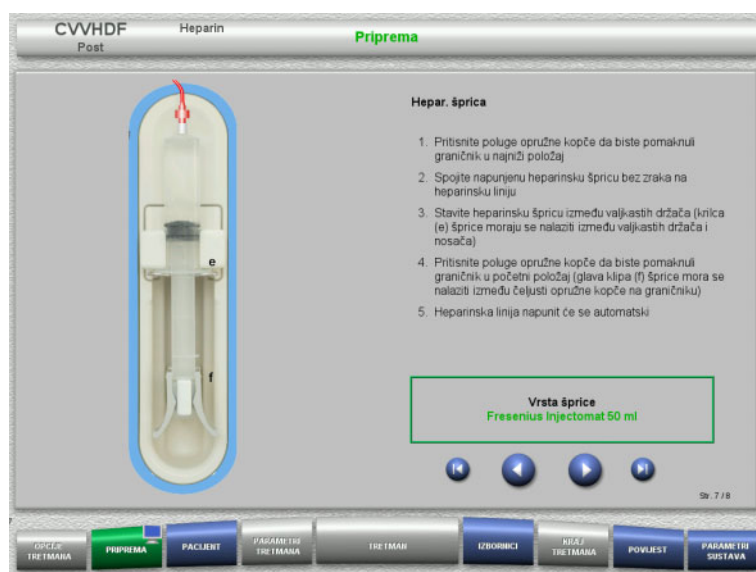 CVVHDF
Post
Heparin
Priprema
e
f
Hepar. šprica
1. Pritisnite poluge opružne kopče da biste pomaknuli
graničnik u najniži položaj
2. Spojite napunjenu heparinsku špricu bez zraka na
heparinsku liniju
3. Stavite heparinsku špricu između valjkastih držača (krilca
(e) šprice moraju se nalaziti između valjkastih držača i
nosača)
4. Pritisnite poluge opružne kopče da biste pomaknuli
graničnik u početni položaj (glava klipa (f) šprice mora se
nalaziti između čeljusti opružne kopče na graničniku)
5. Heparinska linija napunit će se automatski
Vrsta šprice
Fresenius Injectomat 50 ml
Str. 7 / 8
OPCIJE
TRETMANA
PRIPREMA
PACIJENT
PARAMETRI
TRETMANA
TRETMAN
IZBORNICI
KRAJ
TRETMANA
POVIJEST
PARAMETRI
SUSTAVA